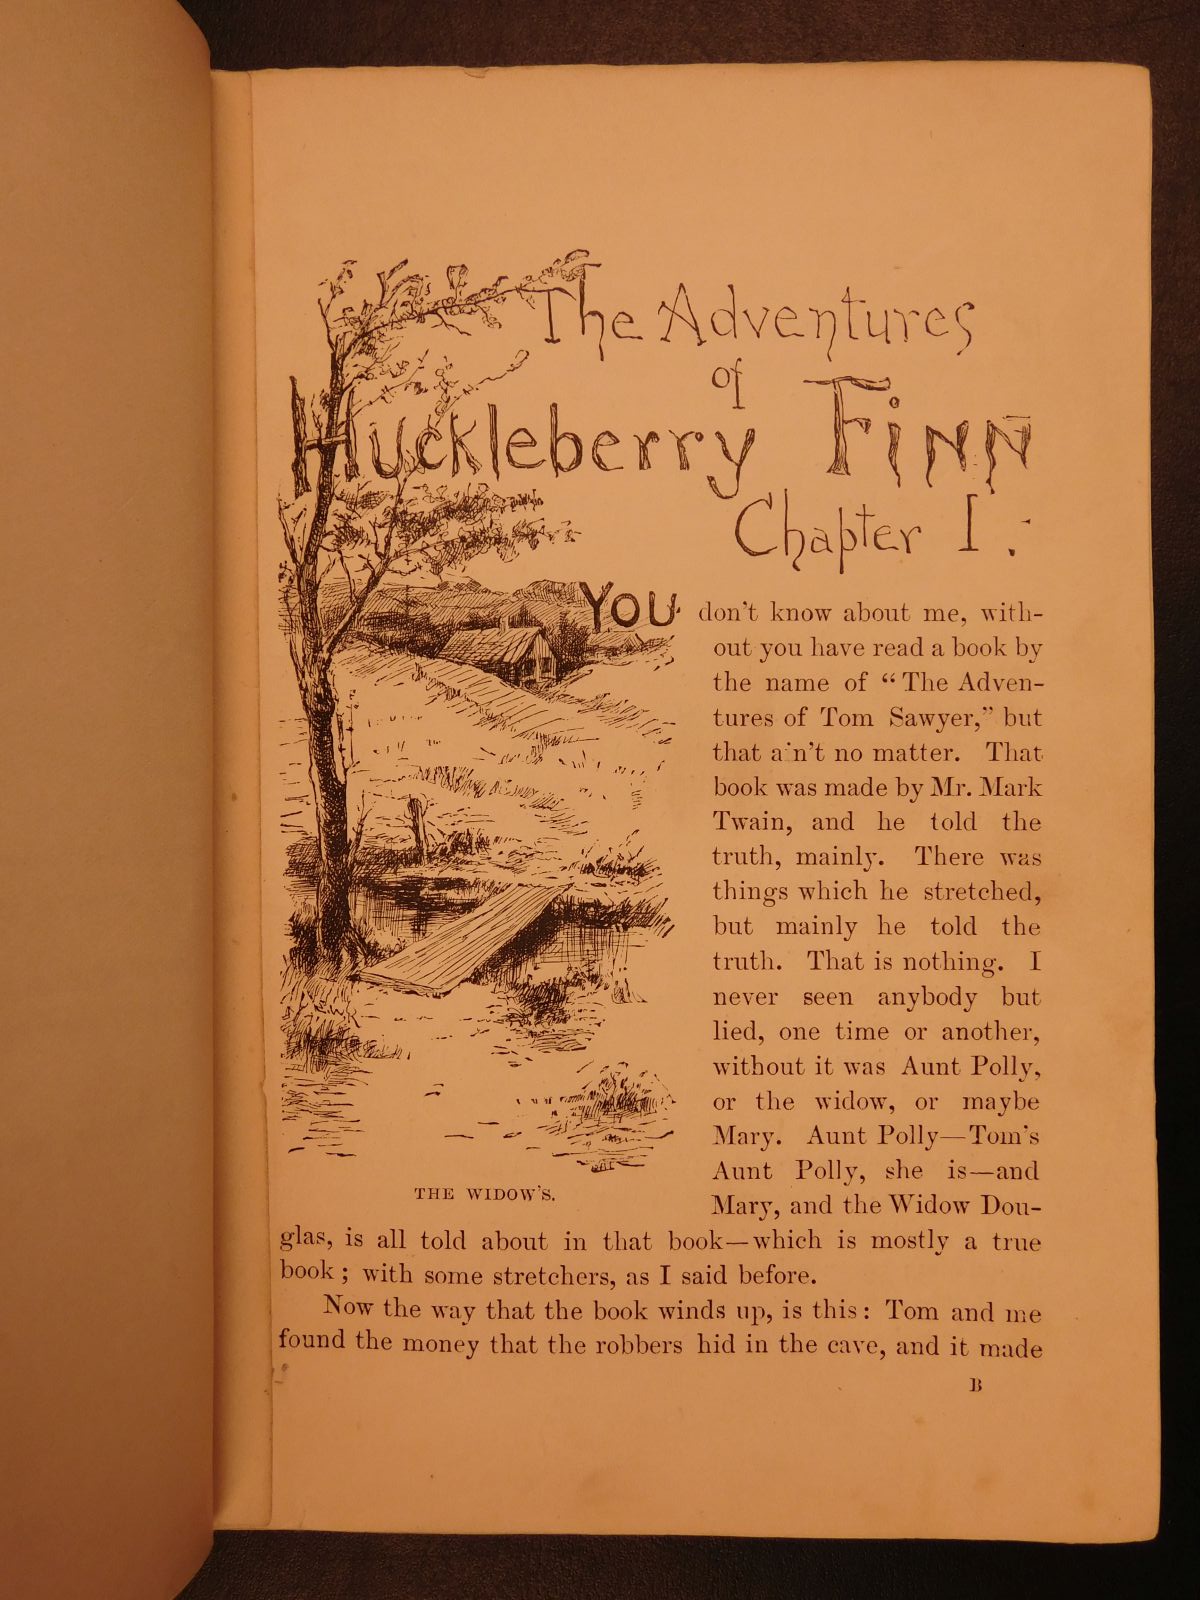 The Adventures
of
Huckleberry Finn
Chapter I.
YOU don't know about me, with-
out you have read a book by
the name of “The Adven-
tures of Tom Sawyer,” but
that ain't no matter. That
book was made by Mr. Mark
Twain, and he told the
truth, mainly. There was
things which he stretched,
but mainly he told the
truth. That is nothing. I
never seen anybody but
lied, one time or another,
without it was Aunt Polly,
or the widow, or maybe
Mary. Aunt Polly—Tom's
Aunt Polly, she is—and
Mary, and the Widow Dou-
THE WIDOW'S.
glas, is all told about in that book—which is mostly a true
book; with some stretchers, as I said before.
Now the way that the book winds up, is this: Tom and me
found the money that the robbers hid in the cave, and it made
B